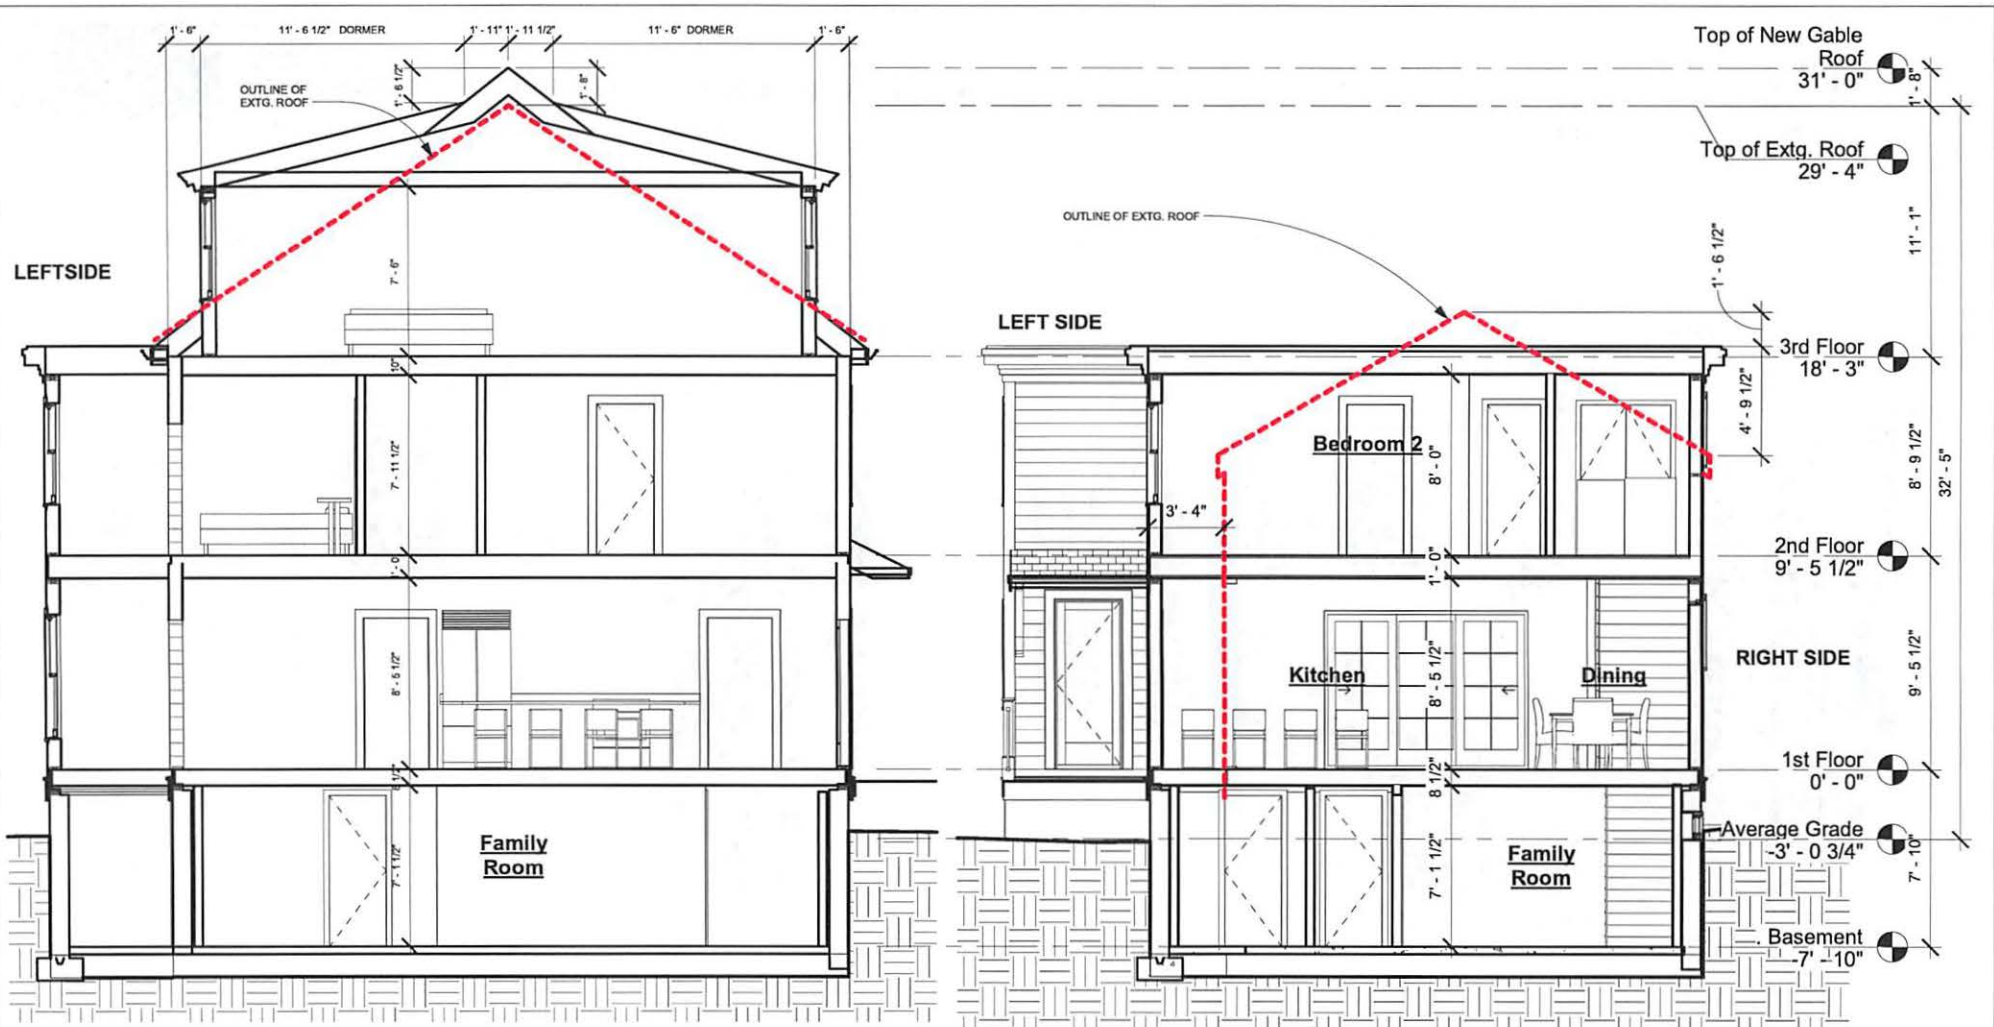 1' - 6"
11' - 6 1/2" DORMER
1' - 11"
1' - 11 1/2"
11' - 6" DORMER
1' - 6"
1' - 6 1/2"
1' - 8"
OUTLINE OF
EXTG. ROOF
LEFTSIDE
7' - 6"
10"
7' - 11 1/2"
1' - 0"
8' - 5 1/2"
8 1/2"
7' - 1 1/2"
Family
Room
Top of New Gable
Roof
31' - 0"
1' - 8"
Top of Extg. Roof
29' - 4"
11' - 1"
OUTLINE OF EXTG. ROOF
1' - 6 1/2"
LEFT SIDE
3rd Floor
18' - 3"
4' - 9 1/2"
Bedroom 2
8' - 0"
8' - 9 1/2"
32' - 5"
3' - 4"
2nd Floor
9' - 5 1/2"
1' - 0"
Kitchen
8' - 5 1/2"
Dining
RIGHT SIDE
9' - 5 1/2"
1st Floor
0' - 0"
8 1/2"
Average Grade
-3' - 0 3/4"
7' - 1 1/2"
Family
Room
7' - 10"
Basement
-7' - 10"